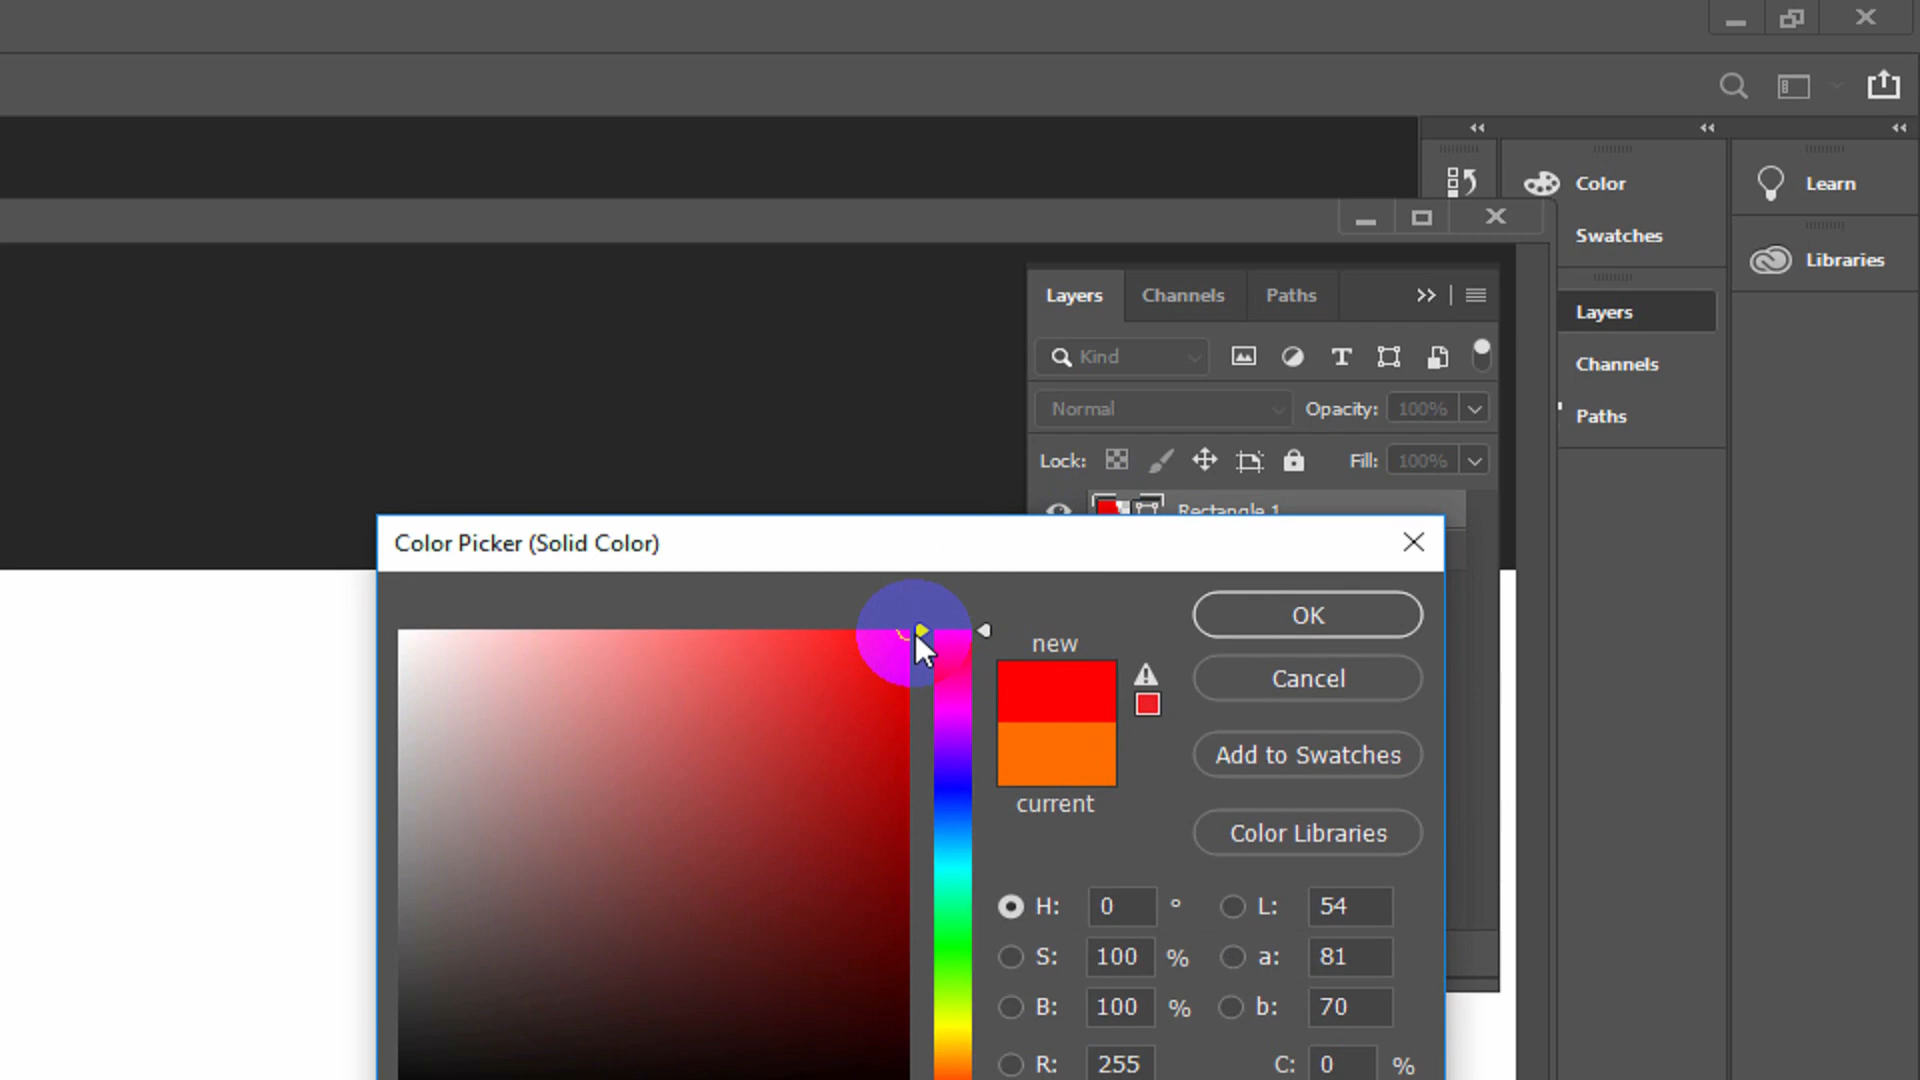 Color
Learn
Swatches
Libraries
Layers Channels Paths
Layers
Kind
Channels
Normal Opacity: 100%
Paths
Lock: Fill: 100%
Rectangle 1
Color Picker (Solid Color)
OK
new
Cancel
Add to Swatches
current
Color Libraries
H: 0 ° L: 54
S: 100 % a: 81
B: 100 % b: 70
R: 255 C: 0 %